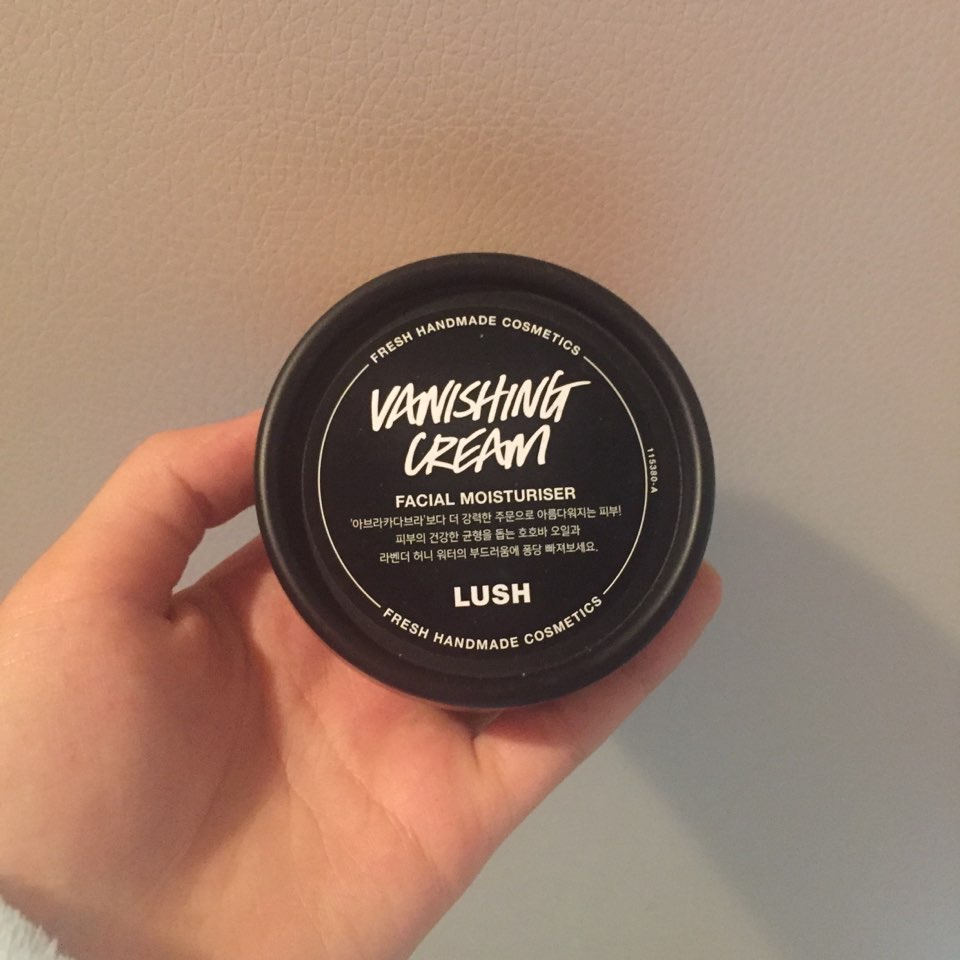 FRESH HANDMADE COSMETICS
VANISHING
CREAM
FACIAL MOISTURISER
'아브라카다브라'보다 더 강력한 주문으로 아름다워지는 피부!
피부의 건강한 균형을 돕는 호호바 오일과
라벤더 허니 워터의 부드러움에 퐁당 빠져보세요.
LUSH
FRESH HANDMADE COSMETICS
115380-A